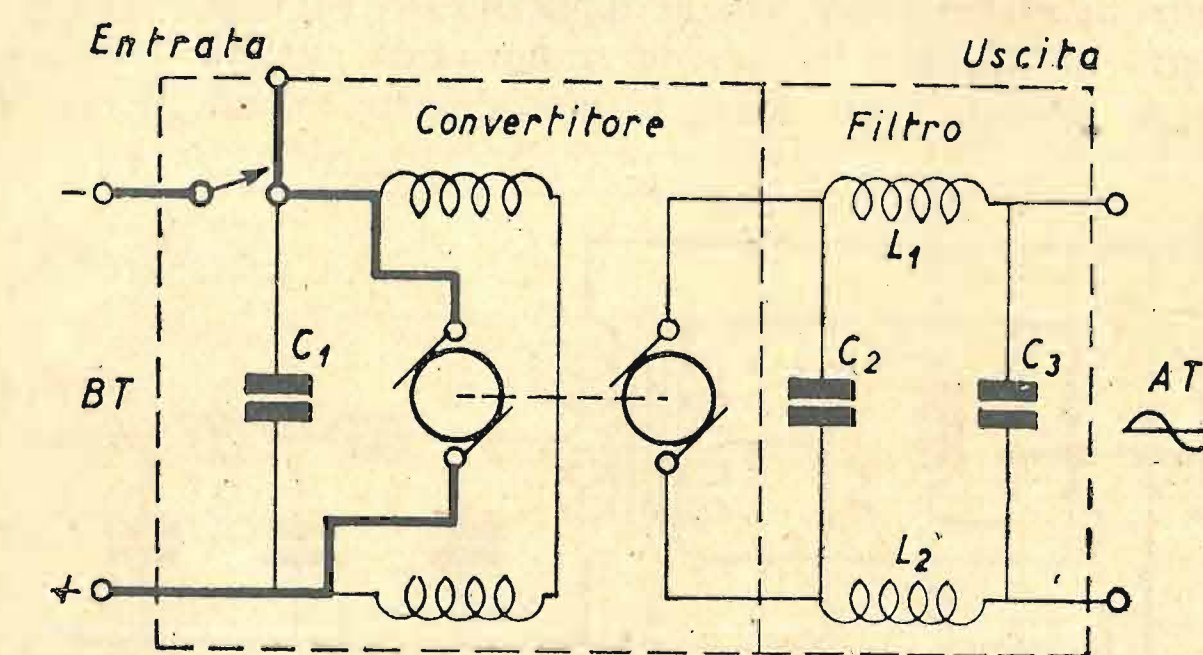 Entrata
Uscita
Convertitore
Filtro
-
L1
C1
C2
C3
BT
AT
L2
+